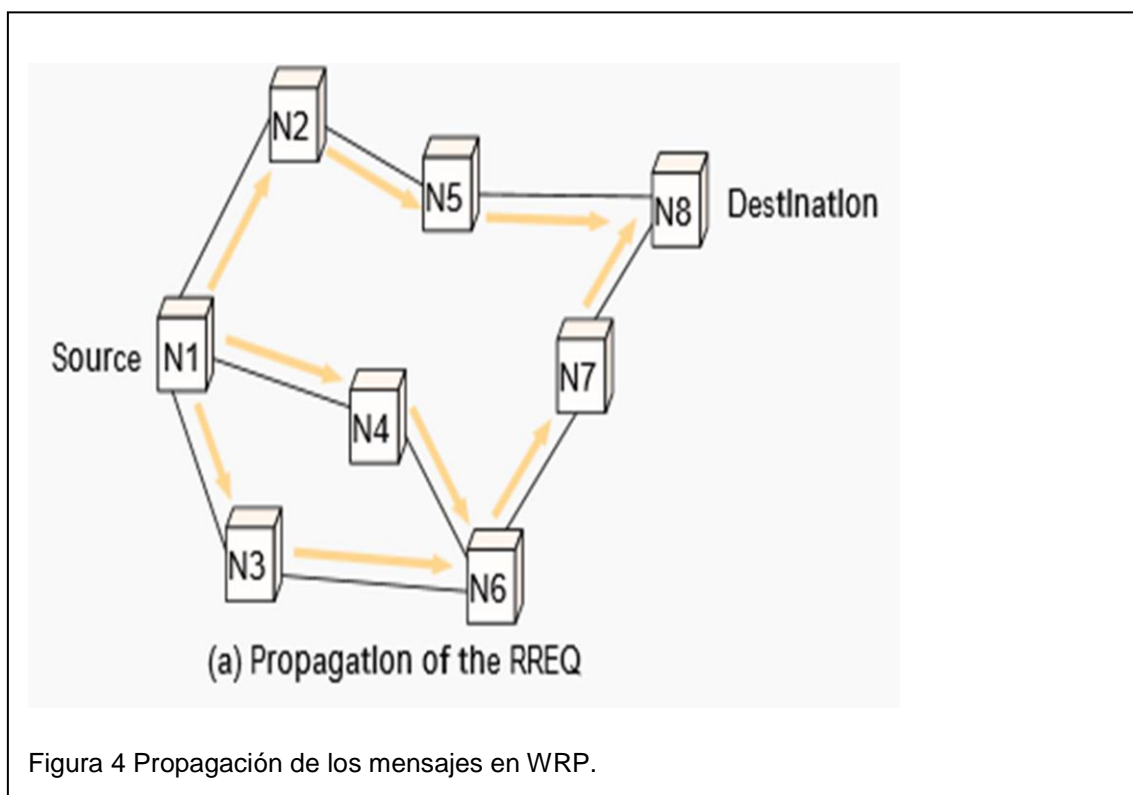 N2
N5
N8 Destination
Source N1
N4
N7
N3
N6
(a) Propagation of the RREQ
Figura 4 Propagación de los mensajes en WRP.